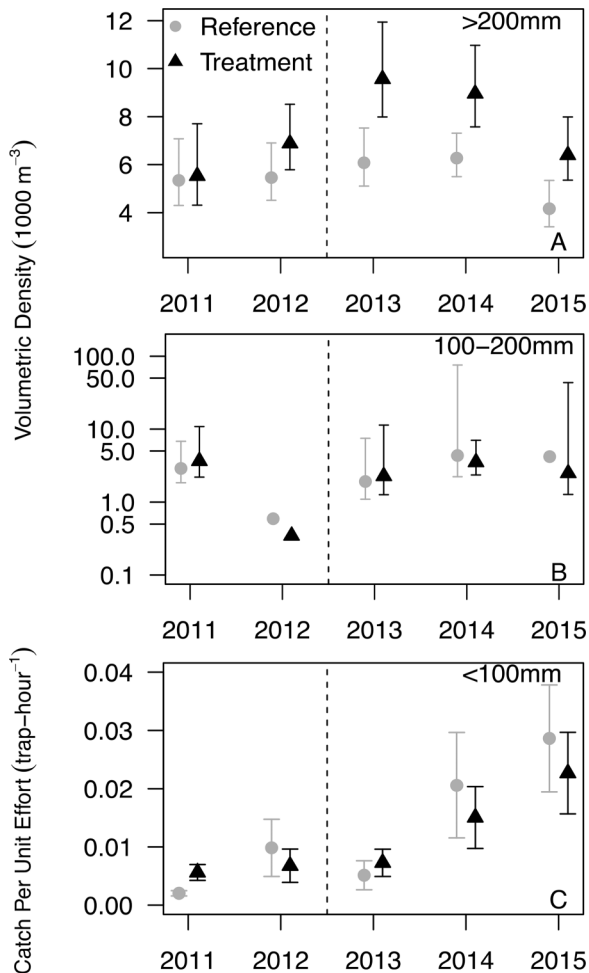 Volumetric Density (1000 m⁻³)
12
10
8
6
4
Reference
Treatment
>200mm
A
2011 2012 2013 2014 2015
100.0
50.0
10.0
5.0
1.0
0.5
0.1
100−200mm
B
2011 2012 2013 2014 2015
Catch Per Unit Effort (trap−hour⁻¹)
0.04
0.03
0.02
0.01
0.00
<100mm
C
2011 2012 2013 2014 2015